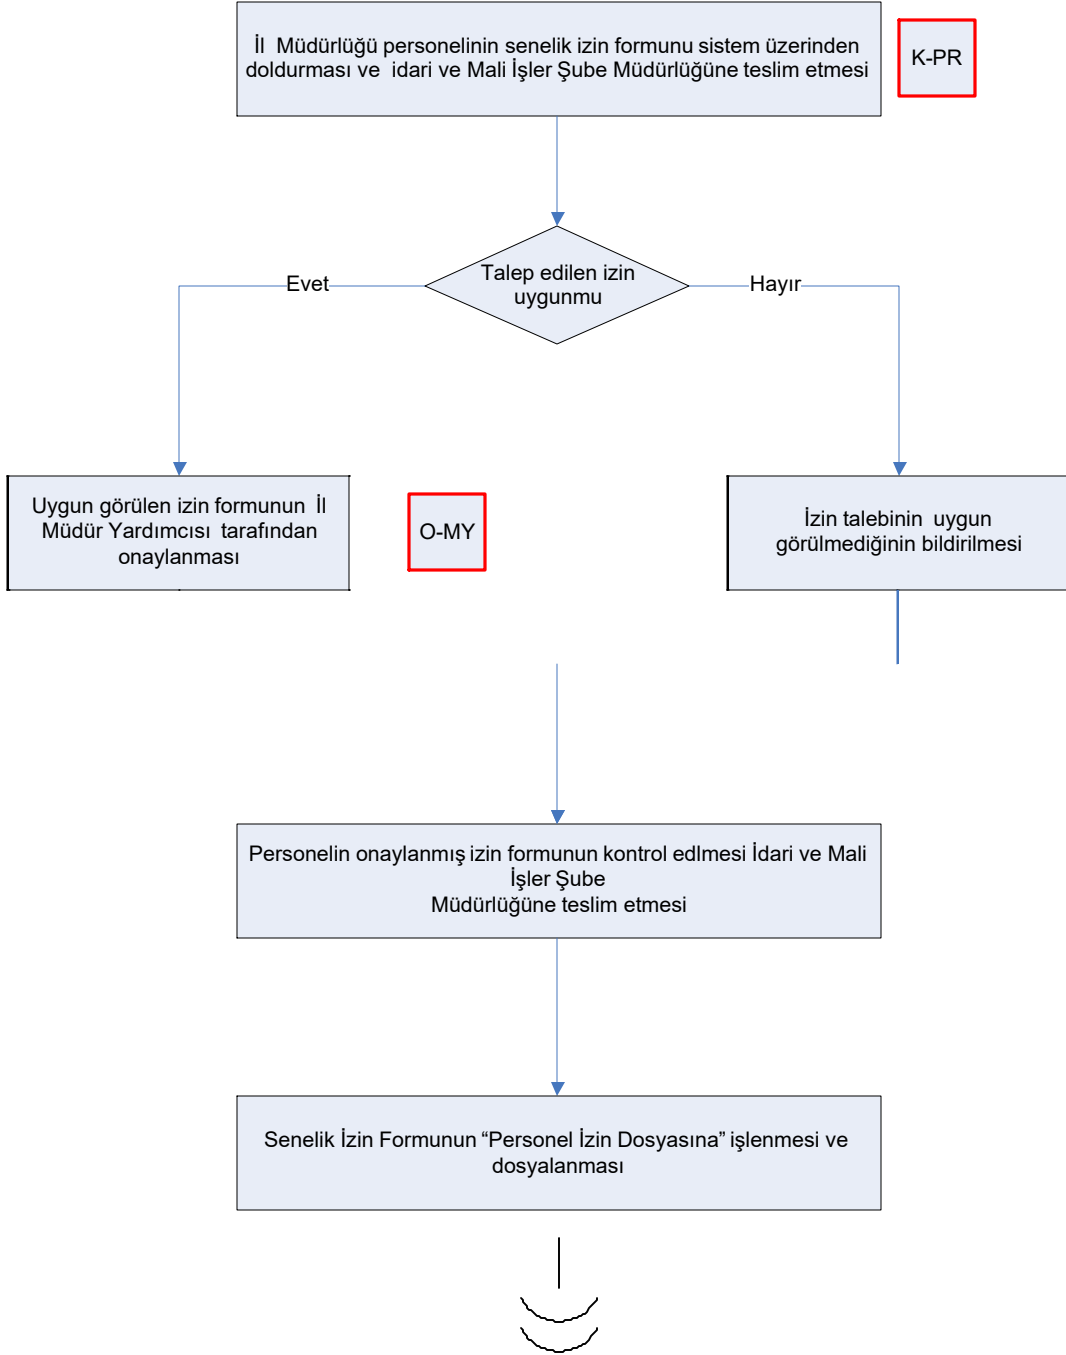 İl Müdürlüğü personelinin senelik izin formunu sistem üzerinden
doldurması ve idari ve Mali İşler Şube Müdürlüğüne teslim etmesi
K-PR
Talep edilen izin
uygunmu
Evet
Hayır
Uygun görülen izin formunun İl
Müdür Yardımcısı tarafından
onaylanması
O-MY
İzin talebinin uygun
görülmediğinin bildirilmesi
Personelin onaylanmış izin formunun kontrol edlmesi İdari ve Mali
İşler Şube
Müdürlüğüne teslim etmesi
Senelik İzin Formunun “Personel İzin Dosyasına” işlenmesi ve
dosyalanması